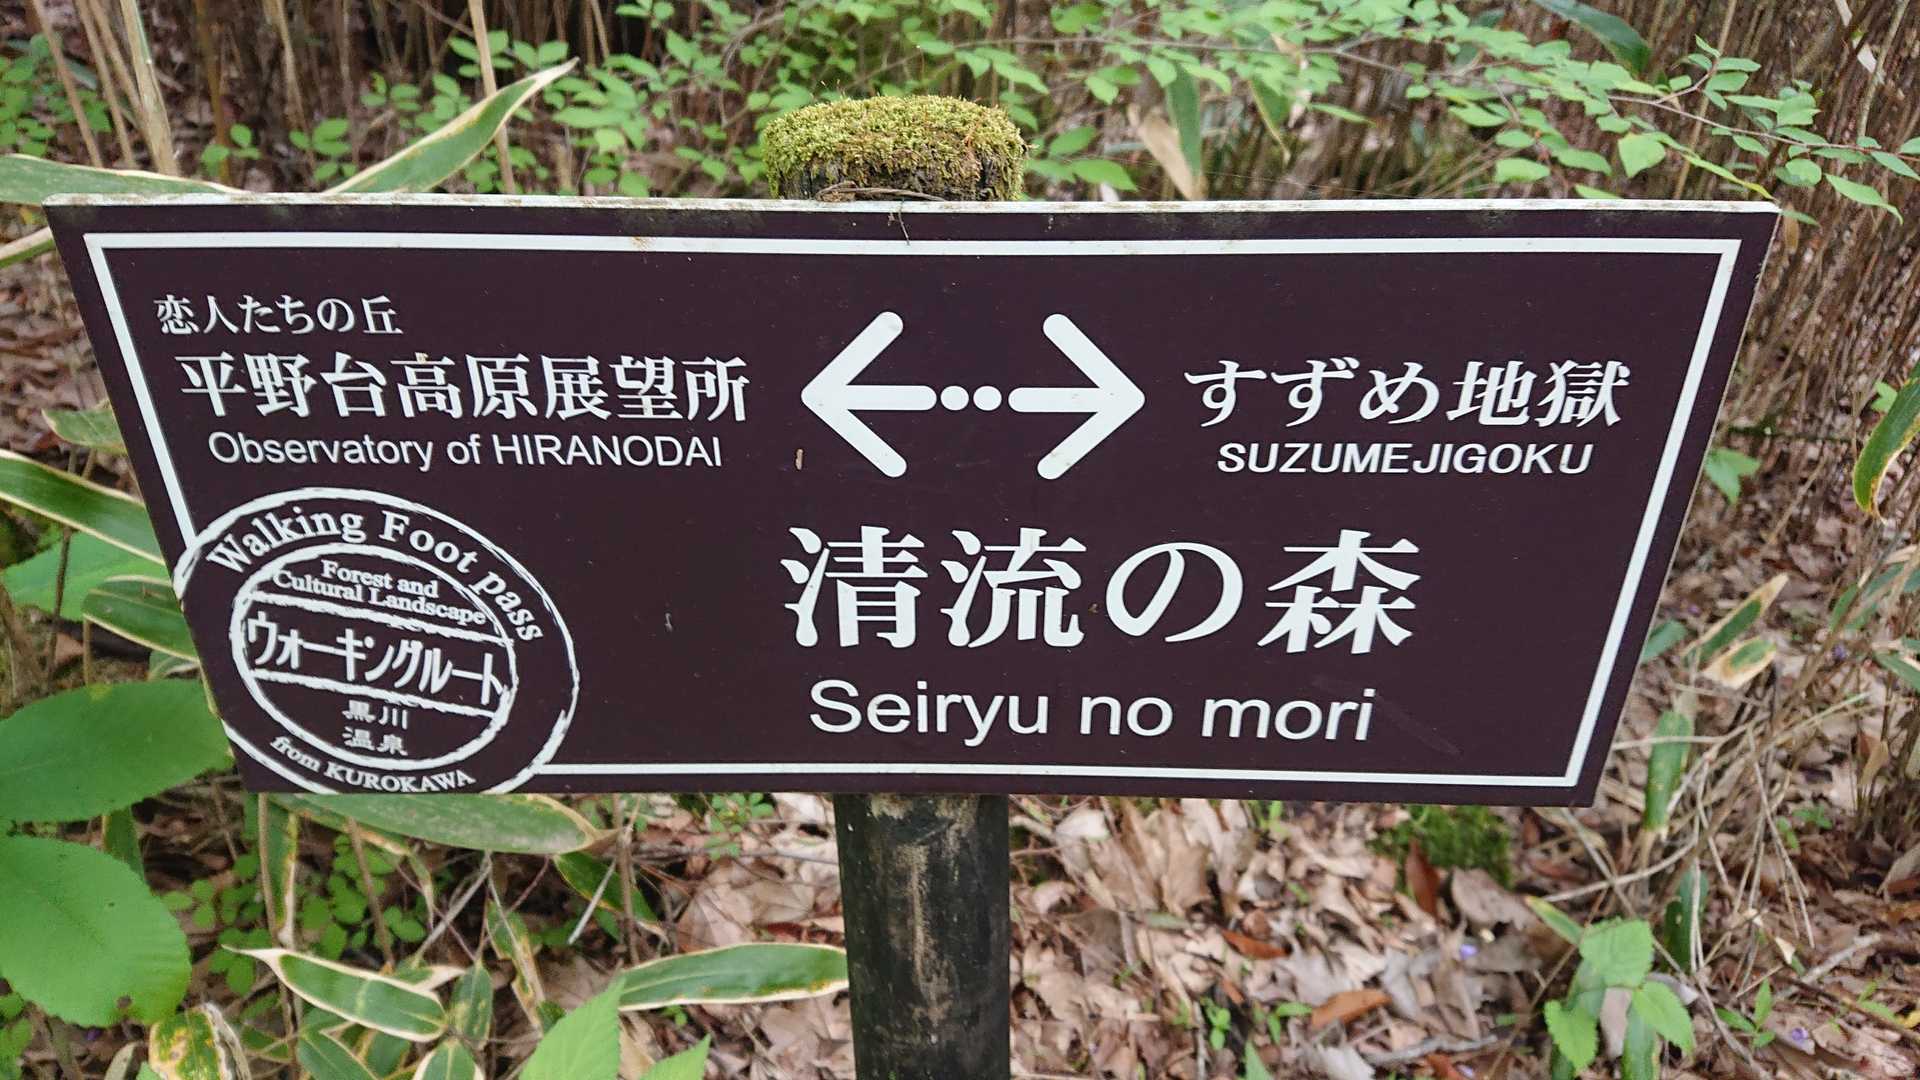 恋人たちの丘
平野台高原展望所
Observatory of HIRANODAI
すずめ地獄
SUZUMEJIGOKU
清流の森
Seiryu no mori
Walking Foot pass
Forest and
Cultural Landscape
ウォーキングルート
黒川
温泉
from KUROKAWA